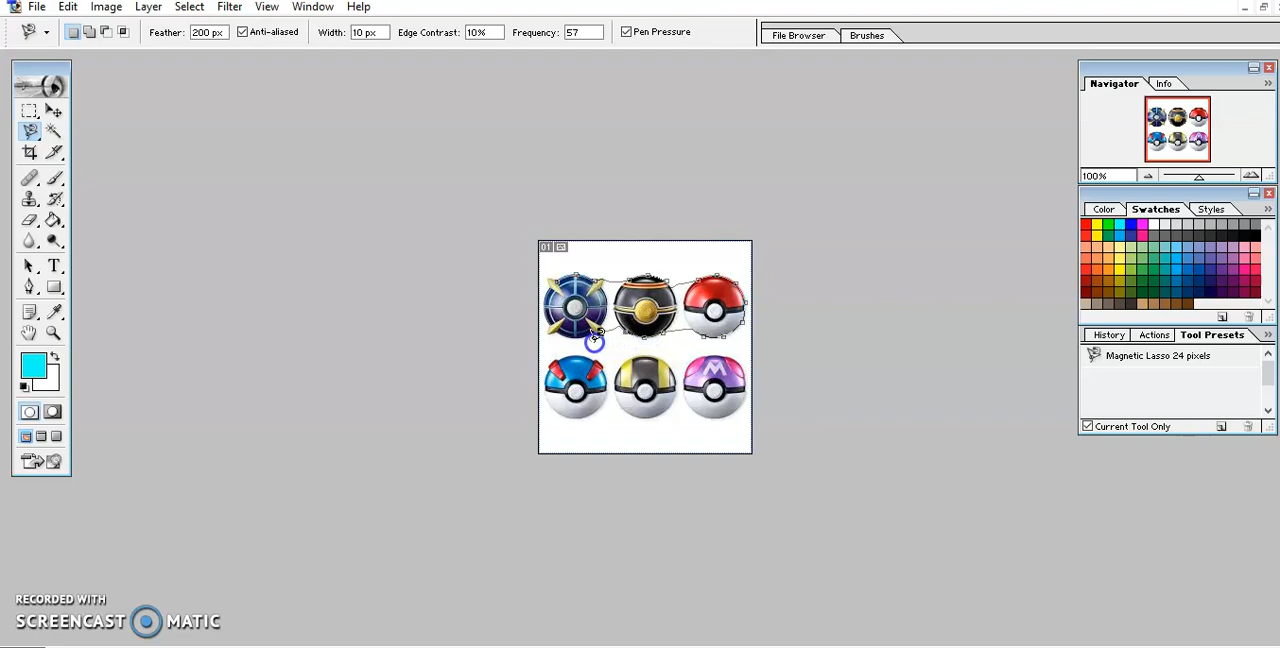 File Edit Image Layer Select Filter View Window Help
Feather: 200 px Anti-aliased Width: 10 px Edge Contrast: 10% Frequency: 57 Pen Pressure
File Browser Brushes
Navigator Info
100%
Color Swatches Styles
01
History Actions Tool Presets
Magnetic Lasso 24 pixels
Current Tool Only
T
M
RECORDED WITH
SCREENCAST MATIC